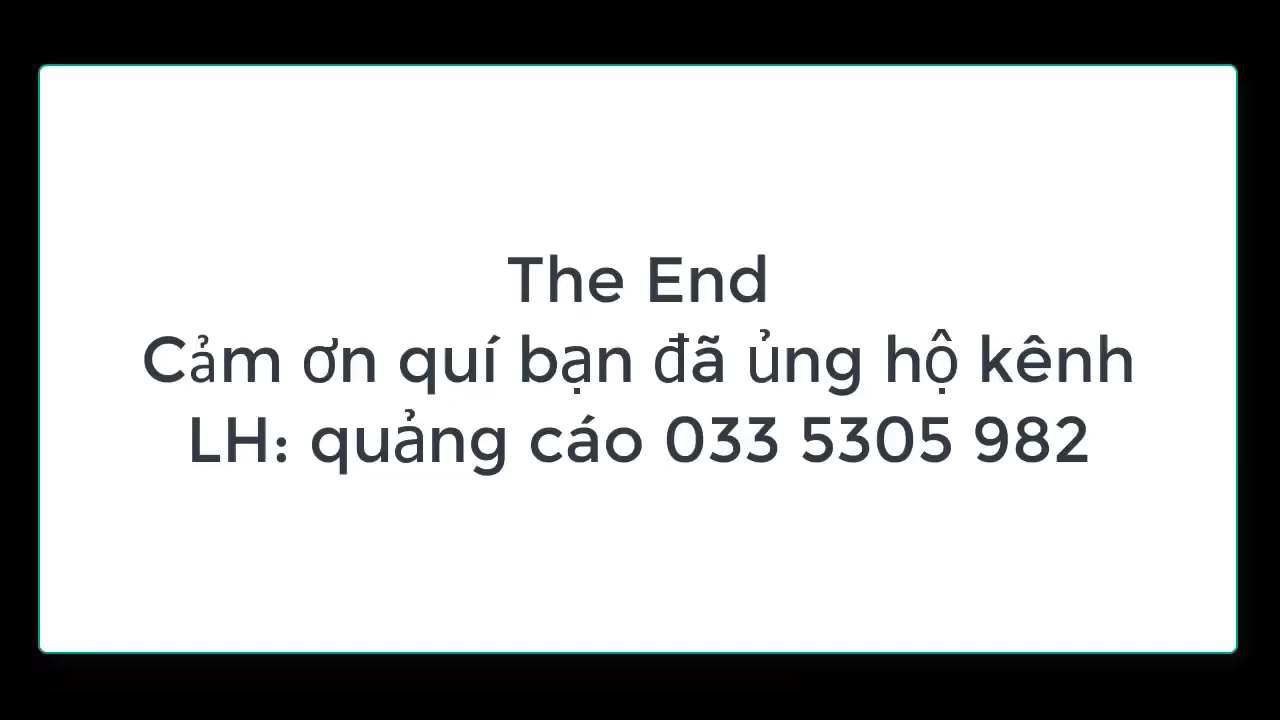 The End
Cảm ơn quí bạn đã ủng hộ kênh
LH: quảng cáo 033 5305 982